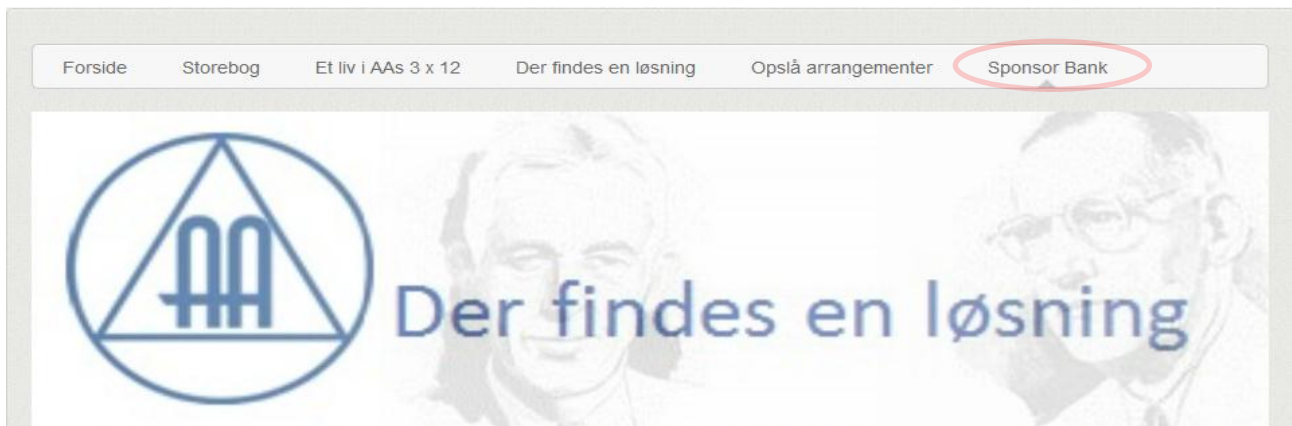 Forside Storebog Et liv i AAs 3 x 12 Der findes en løsning Opslå arrangementer Sponsor Bank
AA
Der findes en løsning